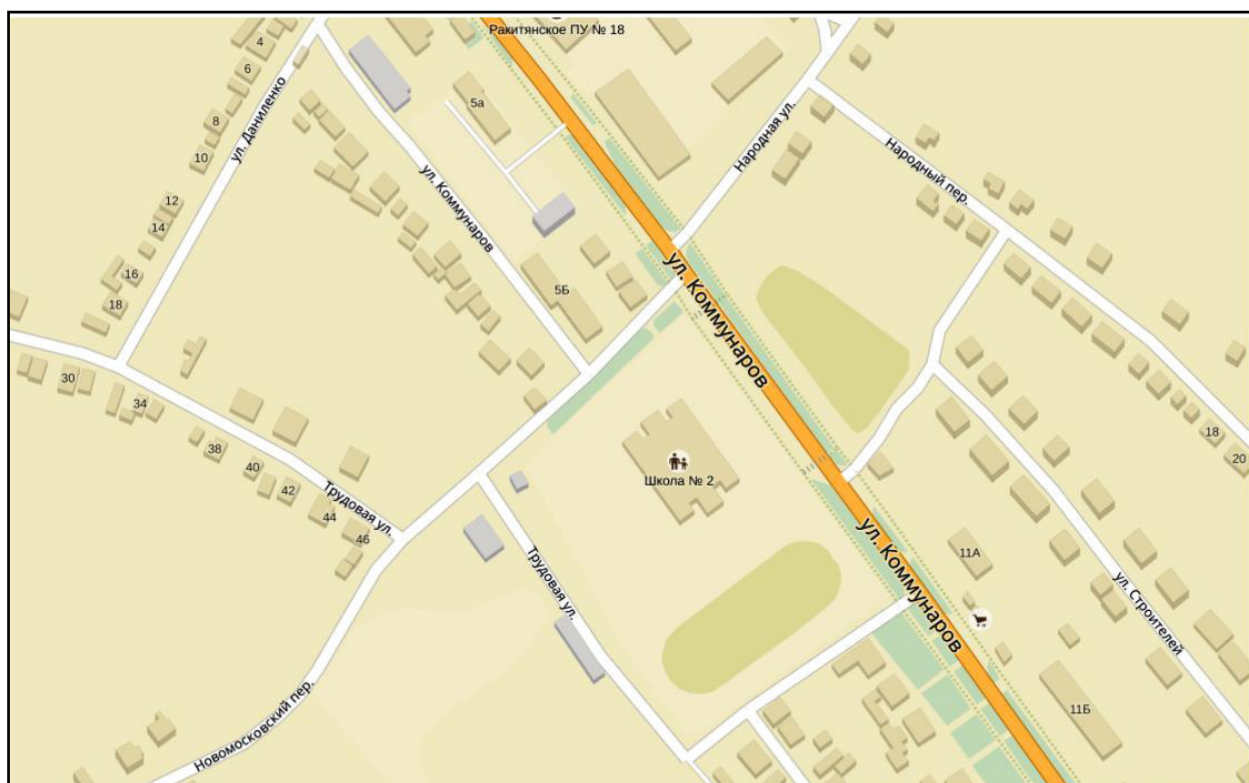 Ракитянское ПУ № 18
4
6
8
10
12
14
16
18
ул. Даниленко
5а
ул. Коммунаров
5Б
Народная ул.
Народный пер.
ул. Коммунаров
30
34
38
40
42
44
46
Трудовая ул.
Школа № 2
18
20
ул. Коммунаров
11А
ул. Строителей
Трудовая ул.
Новомосковский пер.
11Б